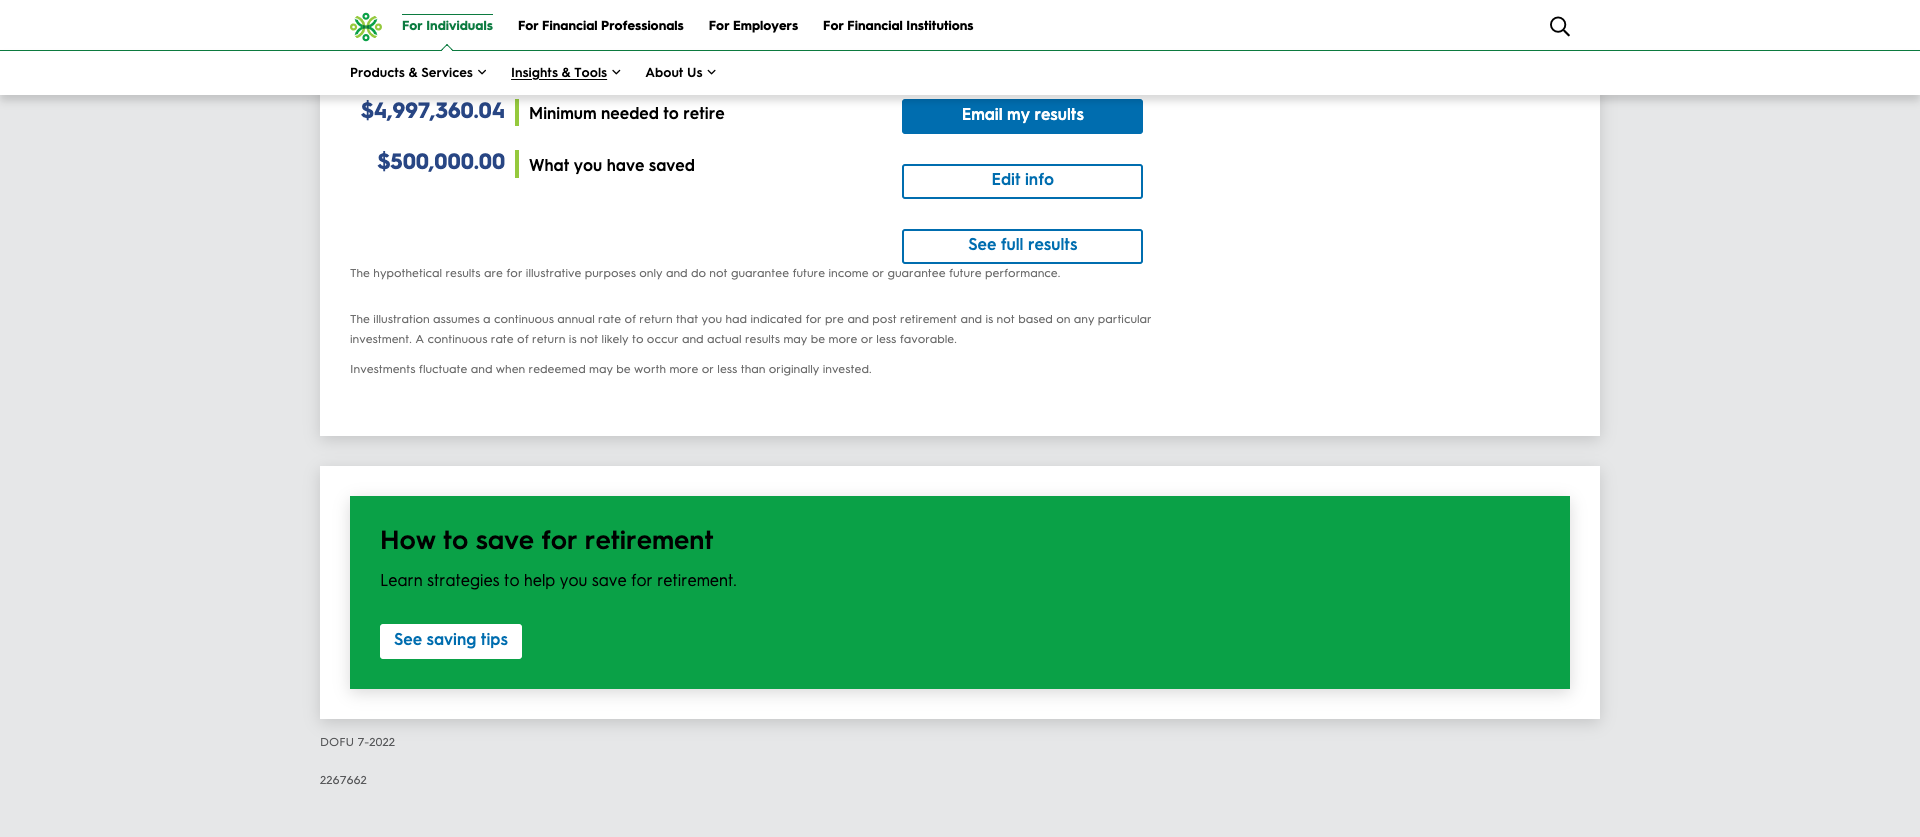 For Individuals
For Financial Professionals
For Employers
For Financial Institutions
Products & Services
Insights & Tools
About Us
$4,997,360.04
Minimum needed to retire
$500,000.00
What you have saved
Email my results
Edit info
See full results
The hypothetical results are for illustrative purposes only and do not guarantee future income or guarantee future performance.
The illustration assumes a continuous annual rate of return that you had indicated for pre and post retirement and is not based on any particular
investment. A continuous rate of return is not likely to occur and actual results may be more or less favorable.
Investments fluctuate and when redeemed may be worth more or less than originally invested.
How to save for retirement
Learn strategies to help you save for retirement.
See saving tips
DOFU 7-2022
2267662